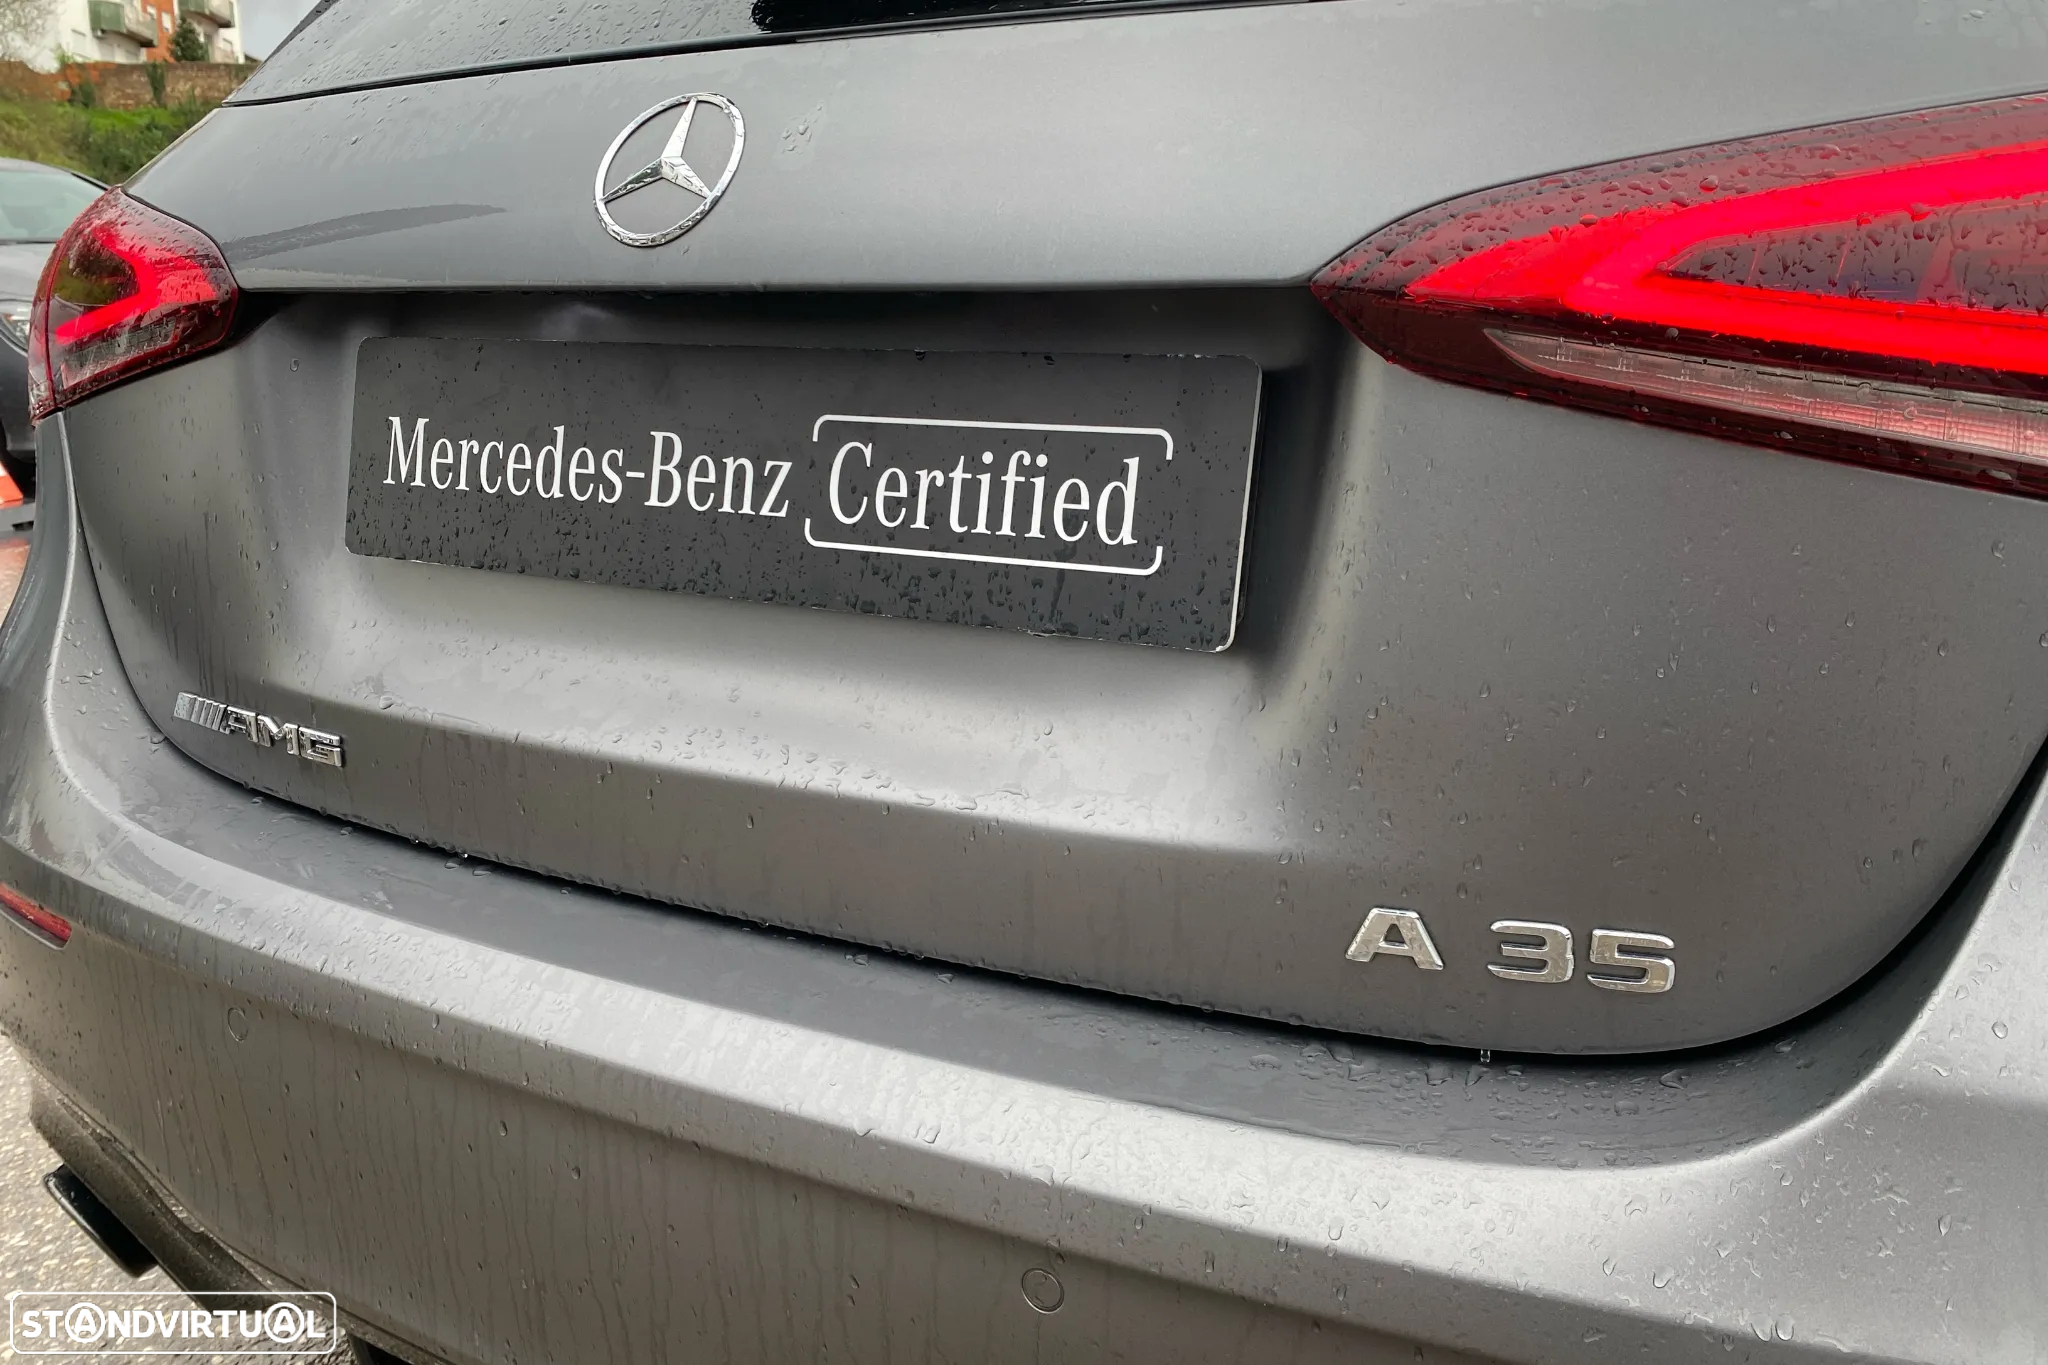 Mercedes-Benz Certified
AMG
A 35
STANDVIRTUAL